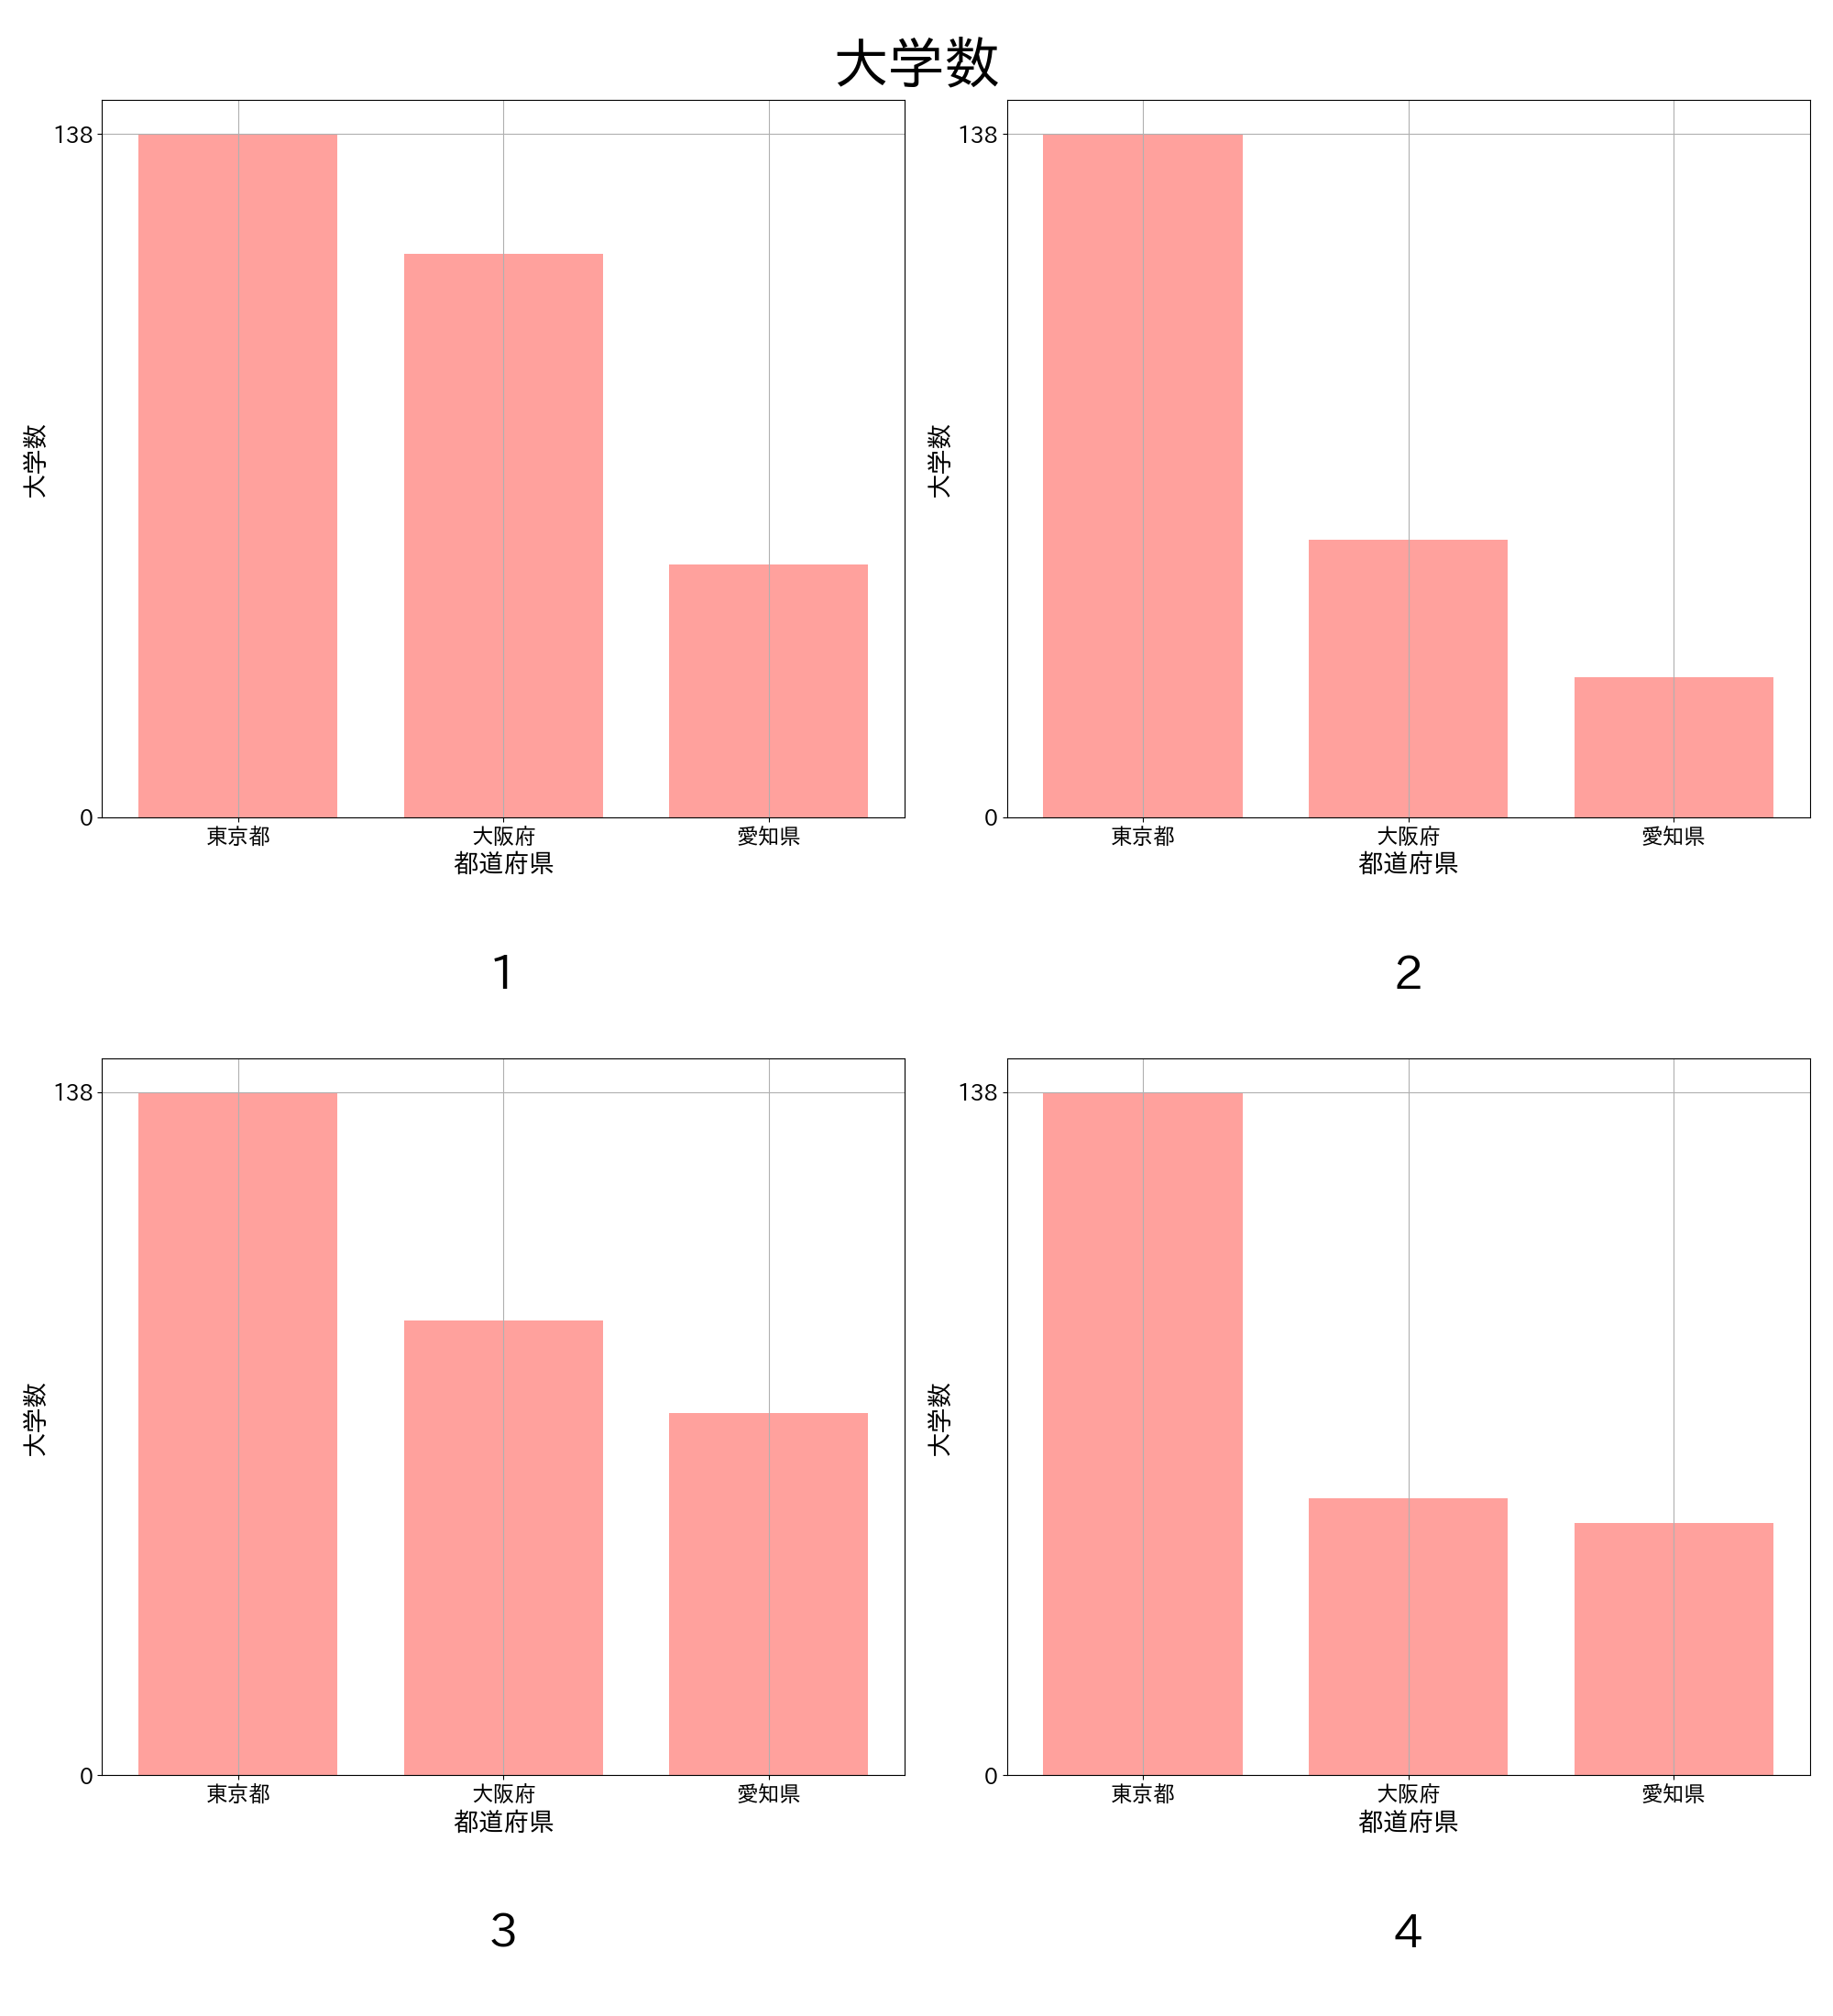 大学数
138
0
大学数
東京都 大阪府 愛知県
都道府県
1
138
0
大学数
東京都 大阪府 愛知県
都道府県
2
138
0
大学数
東京都 大阪府 愛知県
都道府県
3
138
0
大学数
東京都 大阪府 愛知県
都道府県
4